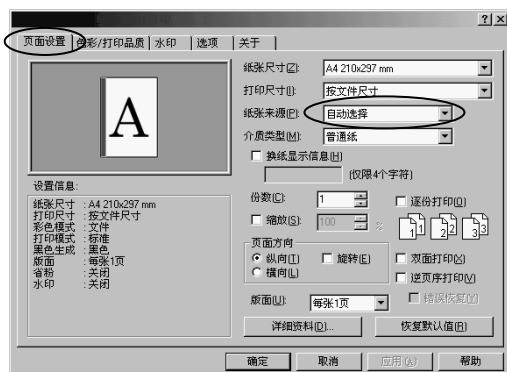 ? x
页面设置 色彩/打印品质 水印 选项 关于
纸张尺寸(Z): A4 210x297 mm
打印尺寸(I): 按文件尺寸
纸张来源(P): 自动选择
介质类型(M): 普通纸
换纸显示信息(H)
(仅限4个字符)
份数(C): 1 逐份打印(O)
缩放(S): 100 %
1 1 2 2 3 3
页面方向
纵向(T) 旋转(E) 双面打印(X)
横向(L) 逆页序打印(V)
版面(U): 每张1页 错误恢复(Y)
详细资料(D)... 恢复默认值(R)
A
设置信息:
纸张尺寸 : A4 210x297 mm
打印尺寸 : 按文件尺寸
彩色模式 : 文件
打印模式 : 标准
黑色生成 : 黑色
版面 : 每张1页
省粉 : 关闭
水印 : 关闭
确定 取消 应用(A) 帮助